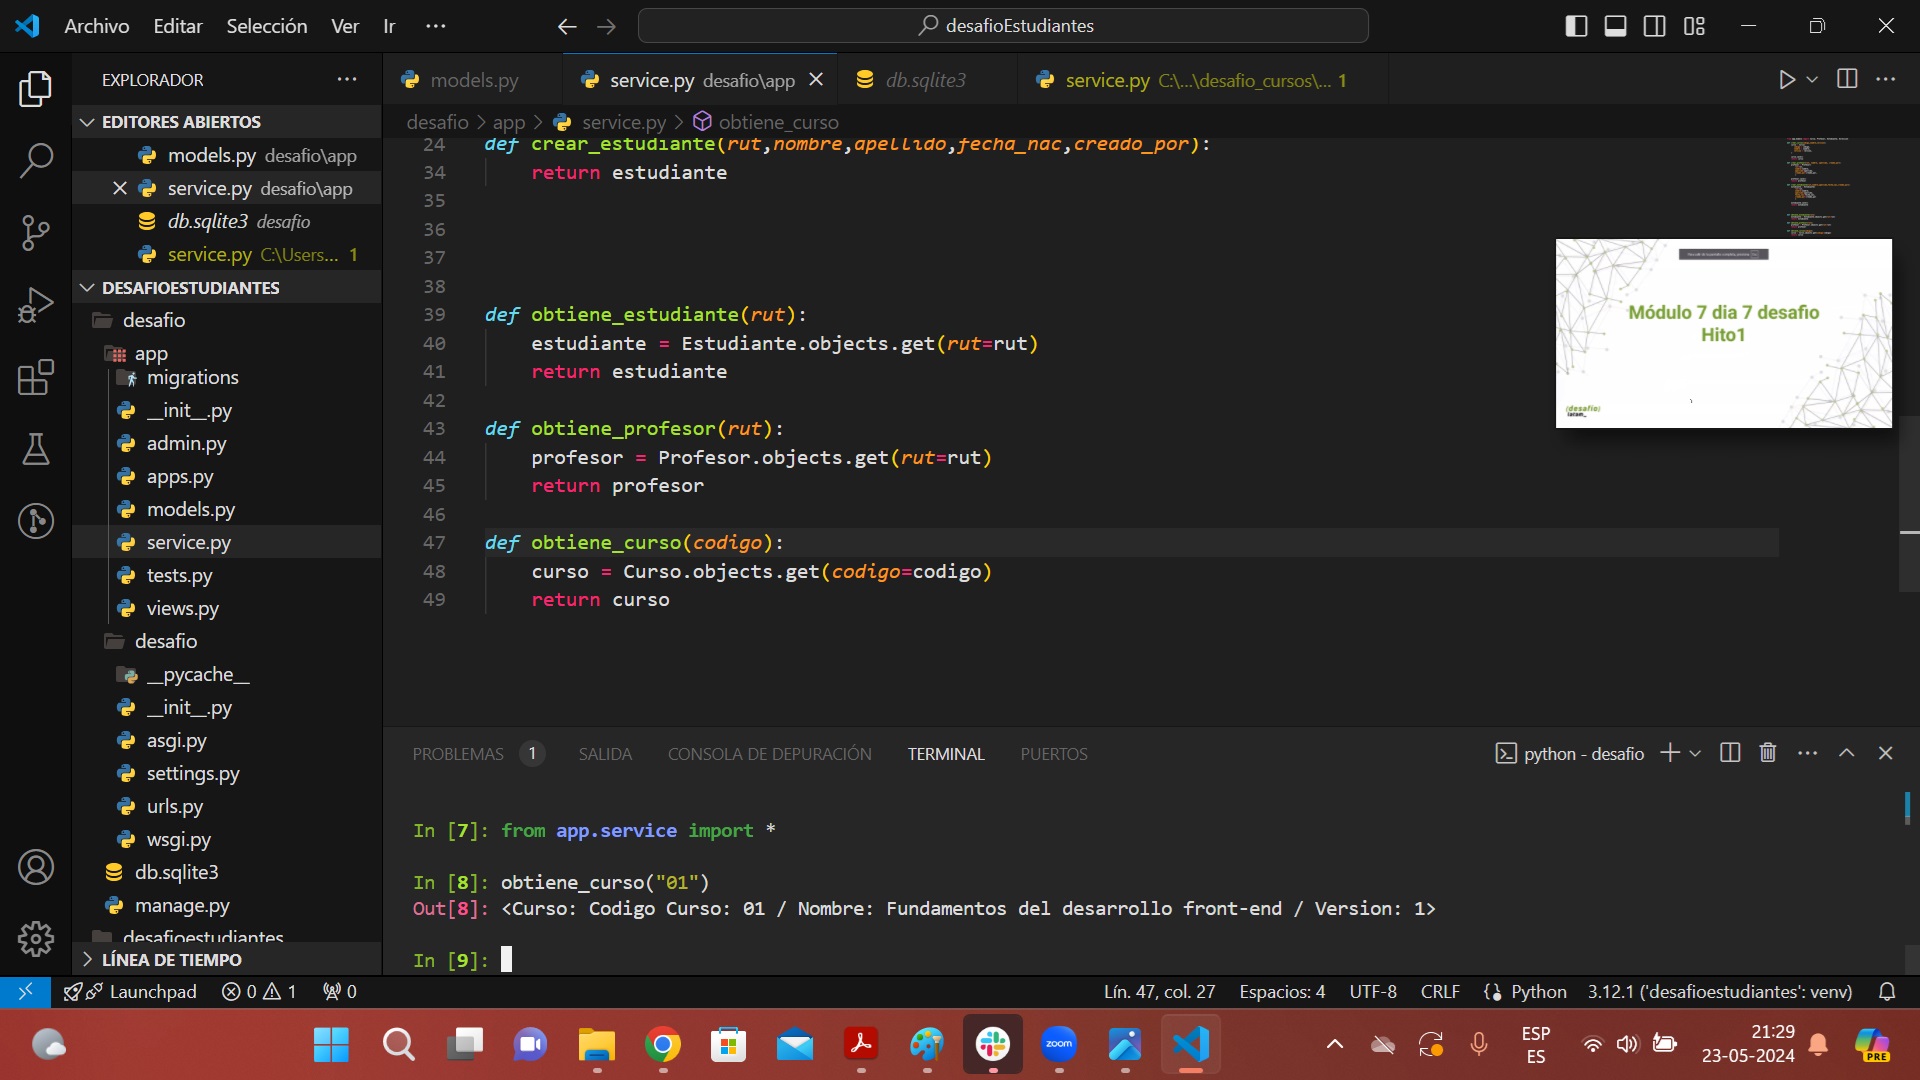 Archivo Editar Selección Ver Ir ···
desafioEstudiantes
EXPLORADOR ···
EDITORES ABIERTOS
models.py desafio\app
service.py desafio\app
db.sqlite3 desafio
service.py C:\Users... 1
DESAFIOESTUDIANTES
desafio
app
migrations
__init__.py
admin.py
apps.py
models.py
service.py
tests.py
views.py
desafio
__pycache__
__init__.py
asgi.py
settings.py
urls.py
wsgi.py
db.sqlite3
manage.py
desafioestudiantes
LÍNEA DE TIEMPO
models.py
service.py desafio\app
db.sqlite3
service.py C:\...\desafio_cursos\... 1
desafio > app > service.py > obtiene_curso
24 def crear_estudiante(rut,nombre,apellido,fecha_nac,creado_por):
34 return estudiante
35
36
37
38
39 def obtiene_estudiante(rut):
40 estudiante = Estudiante.objects.get(rut=rut)
41 return estudiante
42
43 def obtiene_profesor(rut):
44 profesor = Profesor.objects.get(rut=rut)
45 return profesor
46
47 def obtiene_curso(codigo):
48 curso = Curso.objects.get(codigo=codigo)
49 return curso
Módulo 7 dia 7 desafio
Hito1
{desafio}
latam_
PROBLEMAS 1 SALIDA CONSOLA DE DEPURACIÓN TERMINAL PUERTOS
python - desafio
In [7]: from app.service import *
In [8]: obtiene_curso("01")
Out[8]: <Curso: Codigo Curso: 01 / Nombre: Fundamentos del desarrollo front-end / Version: 1>
In [9]:
Launchpad 0 1 0
Lín. 47, col. 27 Espacios: 4 UTF-8 CRLF Python 3.12.1 ('desafioestudiantes': venv)
zoom
ESP
ES
21:29
23-05-2024
PRE